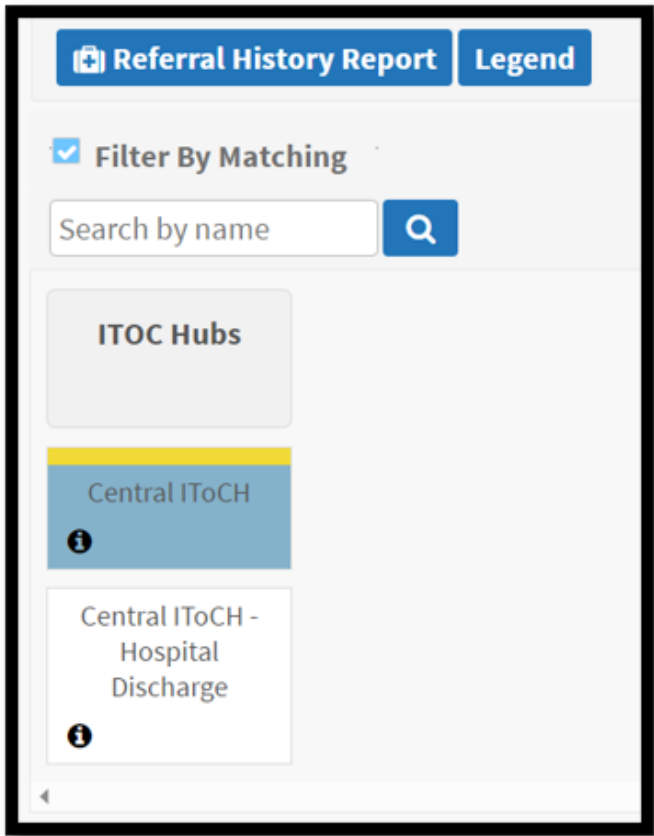 Referral History Report Legend
Filter By Matching
Search by name
ITOC Hubs
Central IToCH
Central IToCH -
Hospital
Discharge